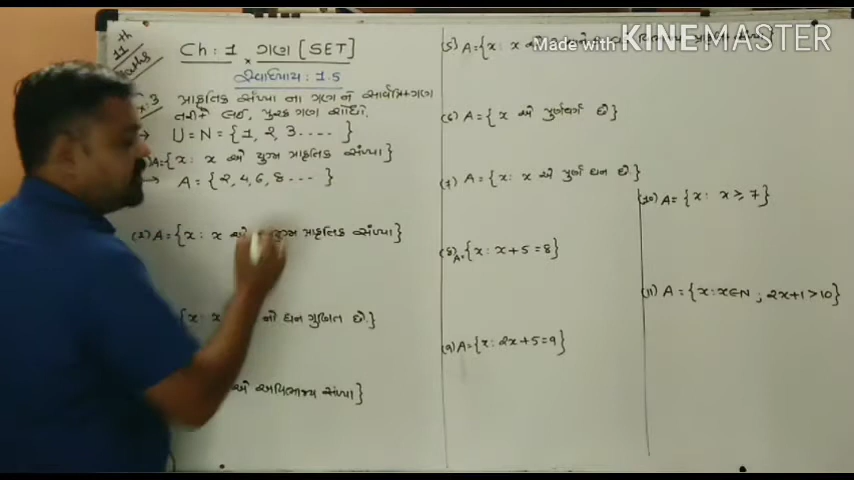 11th
Maths
Ch: 1 ગણ [SET]
સ્વાધ્યાય: 1.5
x:3 પ્રાકૃતિક સંખ્યા ના ગણ ને સાર્વત્રિક ગણ
તરીકે લઈ, પુરક ગણ શોધો.
→ U = N = {1, 2, 3 .... }
A = {x: x એ યુગ્મ પ્રાકૃતિક સંખ્યા}
→ A = {2, 4, 6, 8 ... }
(2) A = {x: x પ્રાકૃતિક સંખ્યા}
{x: x નો ધન ગુણિત છે.}
એ અવિભાજ્ય સંખ્યા}
(5) A = {x: x
(6) A = {x એ પુર્ણવર્ગ છે}
(7) A = {x: x એ પુર્ણ ઘન છે.}
(8) A = {x: x + 5 = 8}
(9) A = {x: 2x + 5 = 9}
(10) A = {x: x ≥ 7}
(11) A = {x: x ∈ N ; 2x + 1 > 10}
Made with KINEMASTER